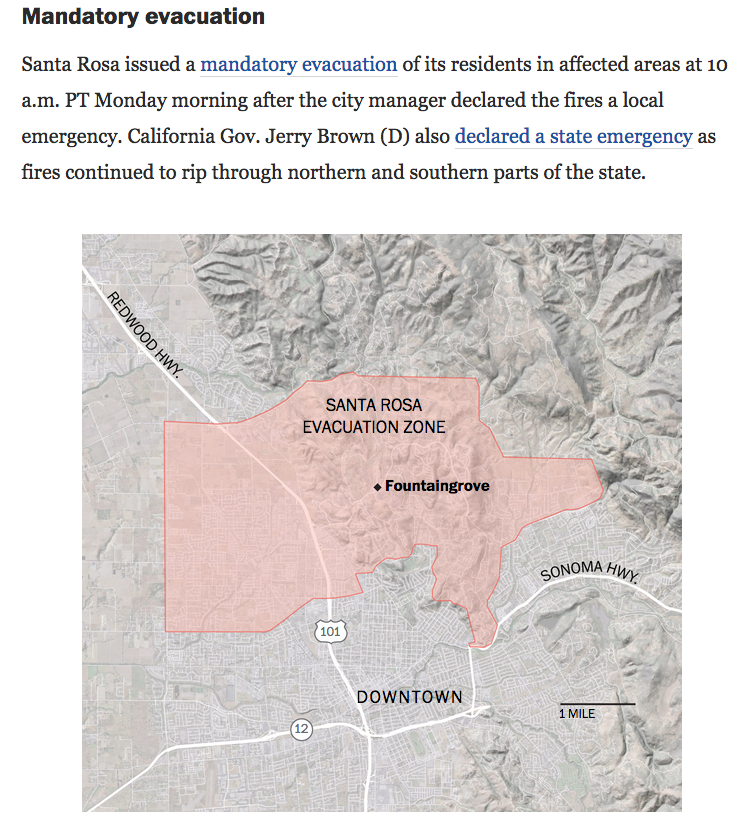 Mandatory evacuation
Santa Rosa issued a mandatory evacuation of its residents in affected areas at 10
a.m. PT Monday morning after the city manager declared the fires a local
emergency. California Gov. Jerry Brown (D) also declared a state emergency as
fires continued to rip through northern and southern parts of the state.
REDWOOD HWY.
SANTA ROSA
EVACUATION ZONE
Fountaingrove
SONOMA HWY.
101
DOWNTOWN
1 MILE
12